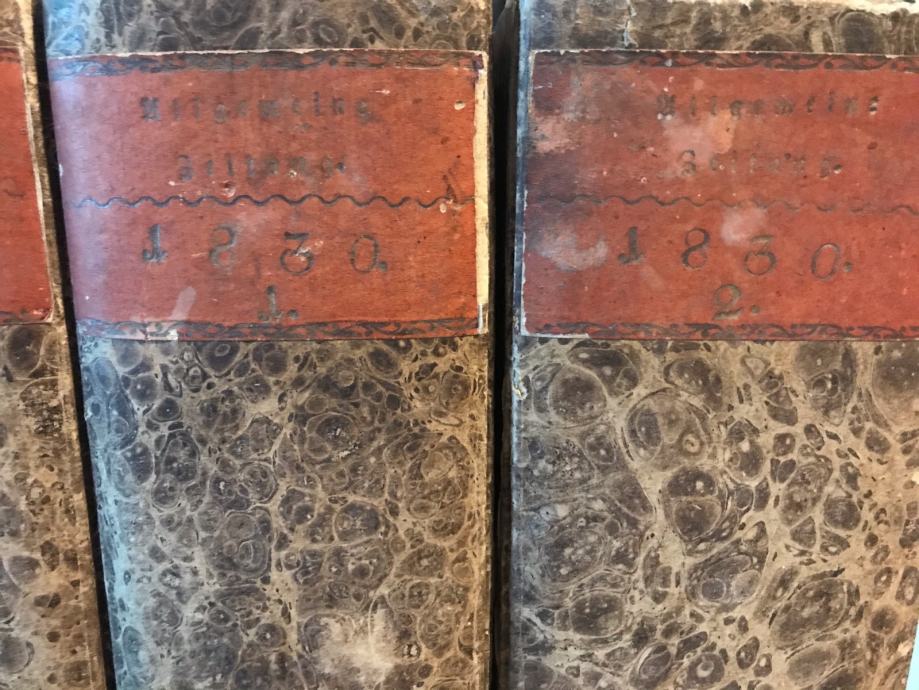 Allgemeine
Zeitung.
1830.
1.
Allgemeine
Zeitung.
1830.
2.